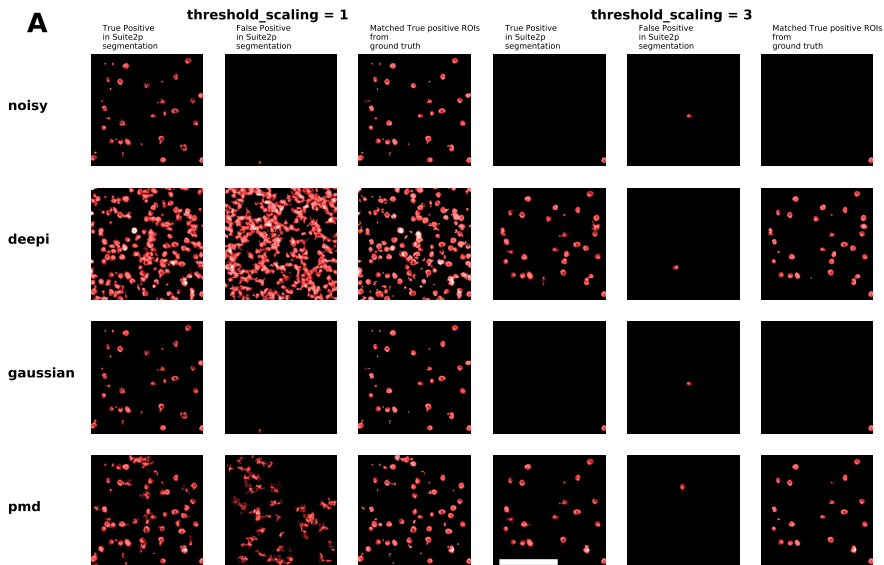 A
threshold_scaling = 1
threshold_scaling = 3
True Positive
in Suite2p
segmentation
False Positive
in Suite2p
segmentation
Matched True positive ROIs
from
ground truth
True Positive
in Suite2p
segmentation
False Positive
in Suite2p
segmentation
Matched True positive ROIs
from
ground truth
noisy
deepi
gaussian
pmd